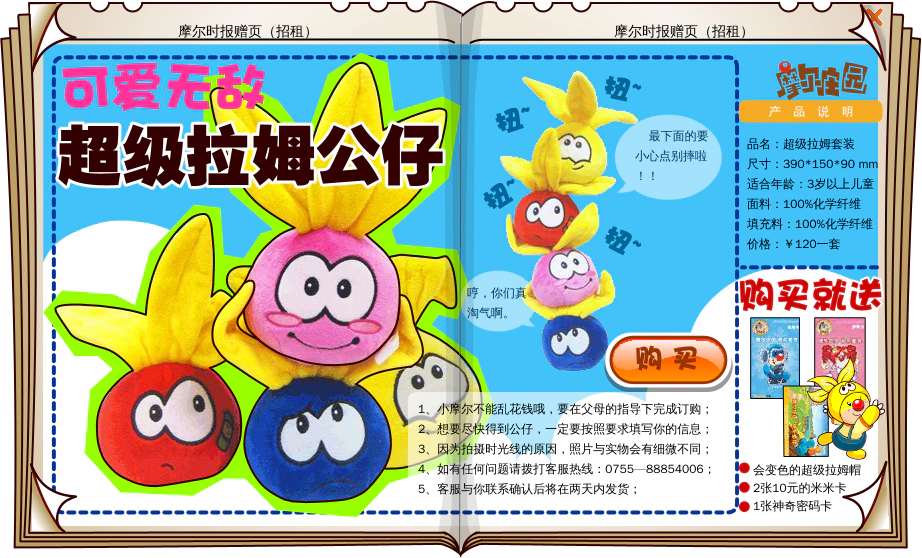 摩尔时报赠页（招租）
摩尔时报赠页（招租）
可爱无敌
超级拉姆公仔
扭~
扭~
扭~
扭~
最下面的要
小心点别摔啦
！！
哼，你们真
淘气啊。
购买
1、小摩尔不能乱花钱哦，要在父母的指导下完成订购；
2、想要尽快得到公仔，一定要按照要求填写你的信息；
3、因为拍摄时光线的原因，照片与实物会有细微不同；
4、如有任何问题请拨打客服热线：0755—88854006；
5、客服与你联系确认后将在两天内发货；
摩尔庄园
产品说明
品名：超级拉姆套装
尺寸：390*150*90 mm
适合年龄：3岁以上儿童
面料：100%化学纤维
填充料：100%化学纤维
价格：￥120一套
购买就送
会变色的超级拉姆帽
2张10元的米米卡
1张神奇密码卡